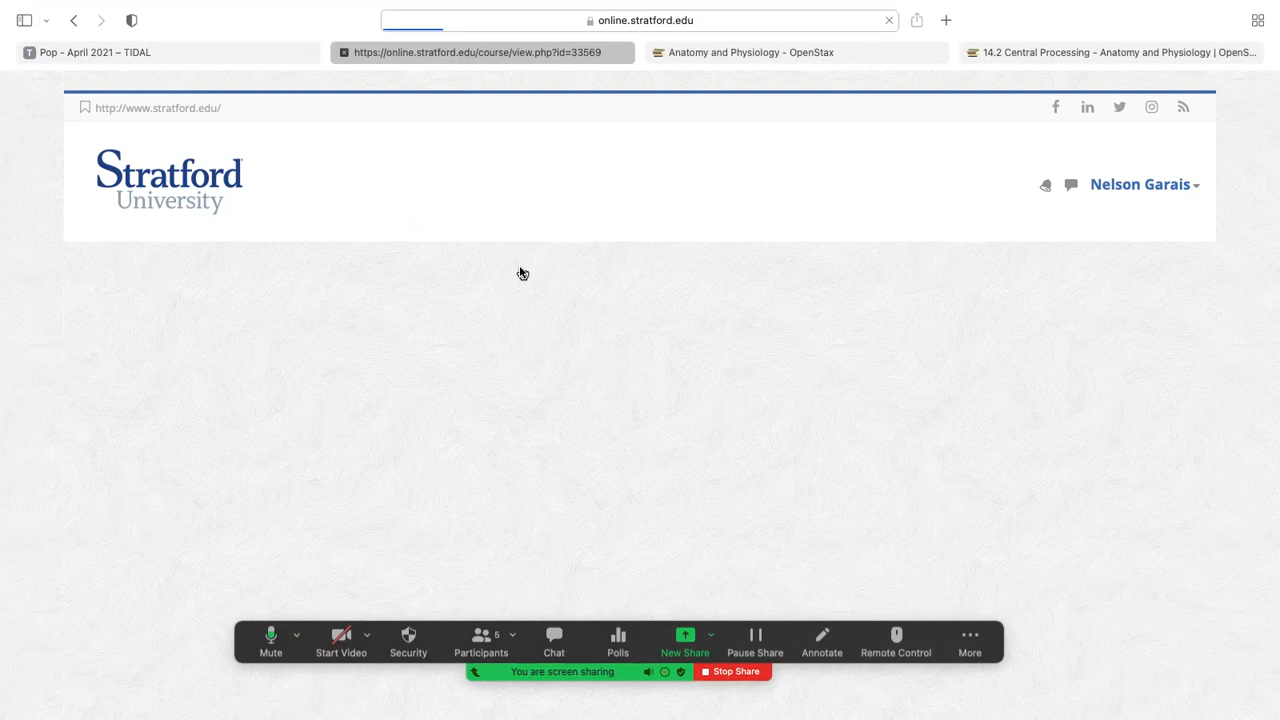 online.stratford.edu
T Pop - April 2021 – TIDAL
https://online.stratford.edu/course/view.php?id=33569
Anatomy and Physiology - OpenStax
14.2 Central Processing - Anatomy and Physiology | OpenS...
http://www.stratford.edu/
Stratford
University
Nelson Garais
5
Mute
Start Video
Security
Participants
Chat
Polls
New Share
Pause Share
Annotate
Remote Control
More
You are screen sharing
Stop Share